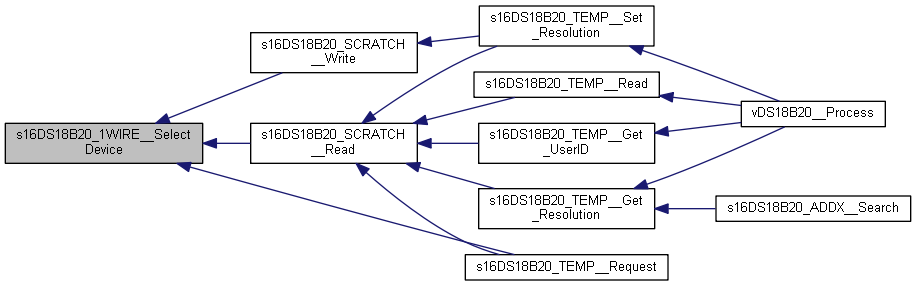 s16DS18B20_1WIRE__Select
Device
s16DS18B20_SCRATCH
__Write
s16DS18B20_SCRATCH
__Read
s16DS18B20_TEMP__Set
_Resolution
s16DS18B20_TEMP__Read
s16DS18B20_TEMP__Get
_UserID
s16DS18B20_TEMP__Get
_Resolution
s16DS18B20_TEMP__Request
vDS18B20__Process
s16DS18B20_ADDX__Search